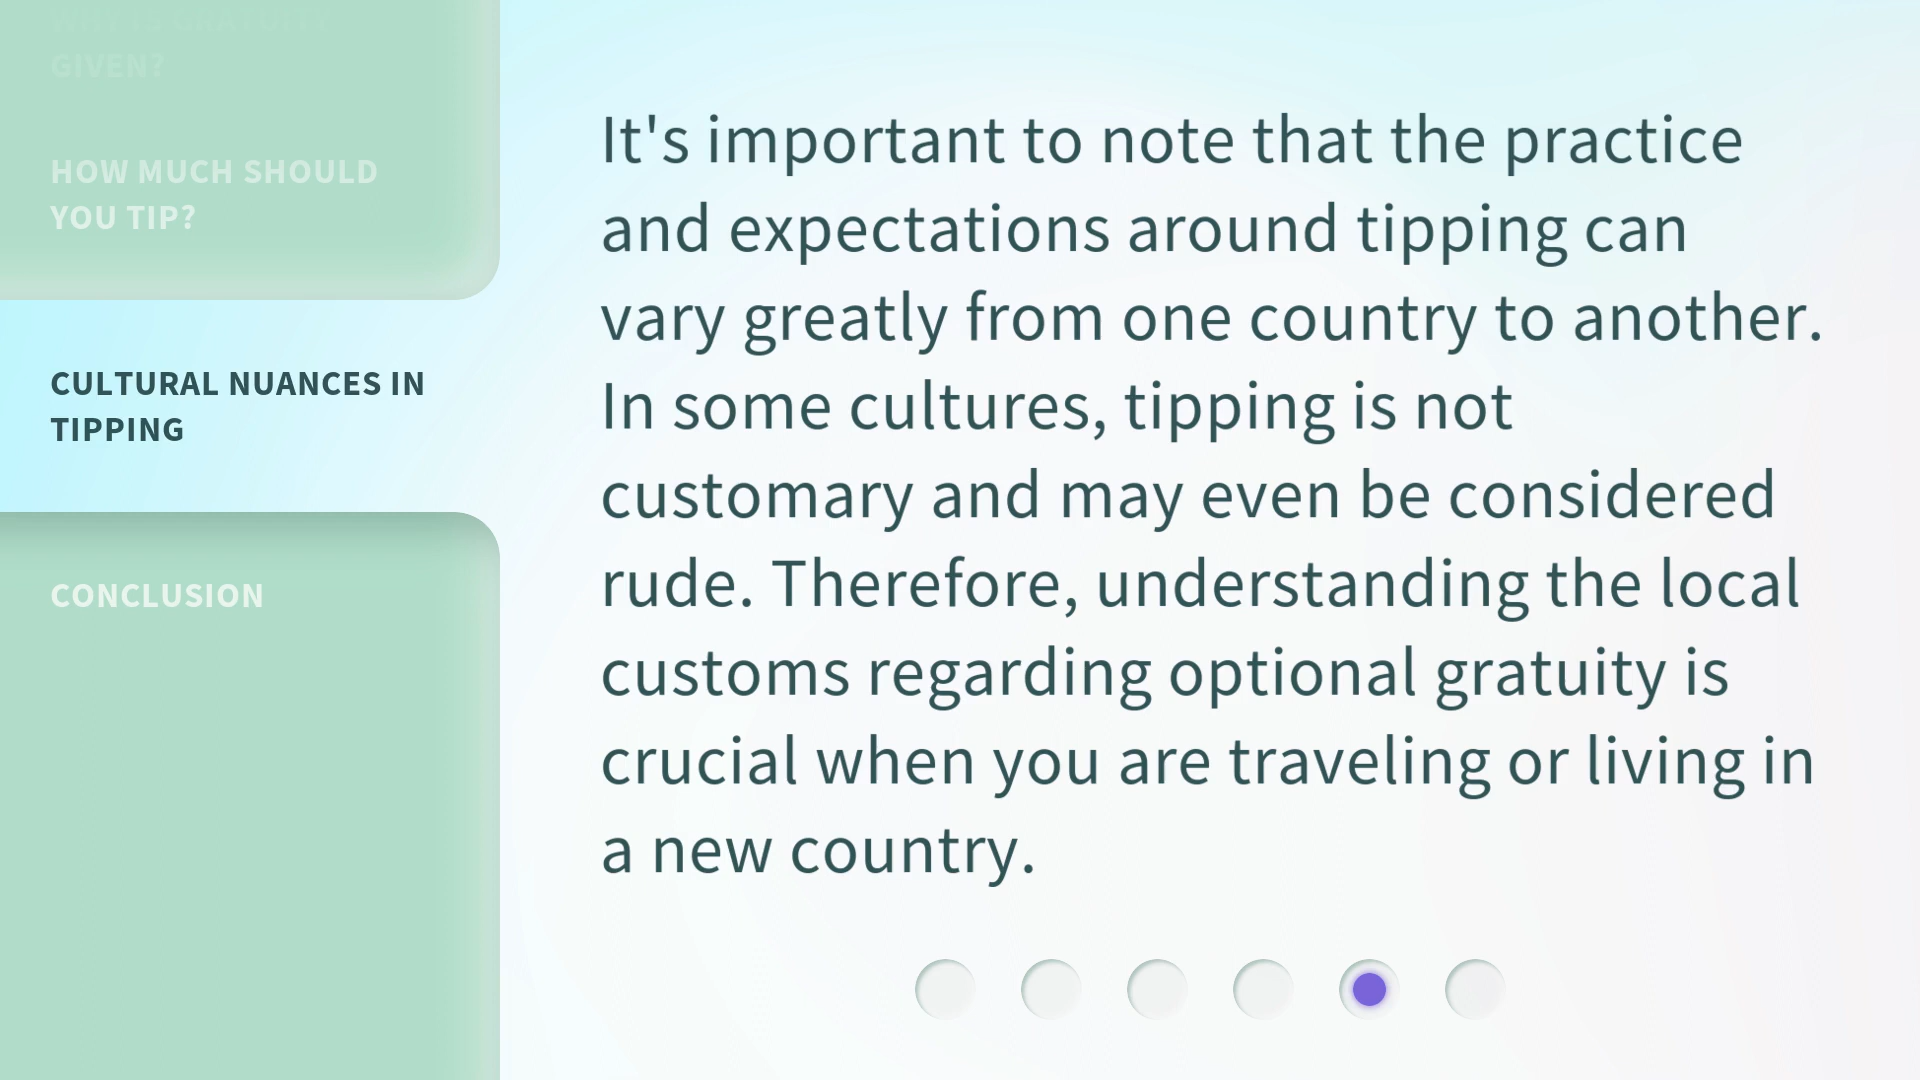 WHY IS GRATUITY
GIVEN?
HOW MUCH SHOULD
YOU TIP?
CULTURAL NUANCES IN
TIPPING
CONCLUSION
It's important to note that the practice
and expectations around tipping can
vary greatly from one country to another.
In some cultures, tipping is not
customary and may even be considered
rude. Therefore, understanding the local
customs regarding optional gratuity is
crucial when you are traveling or living in
a new country.